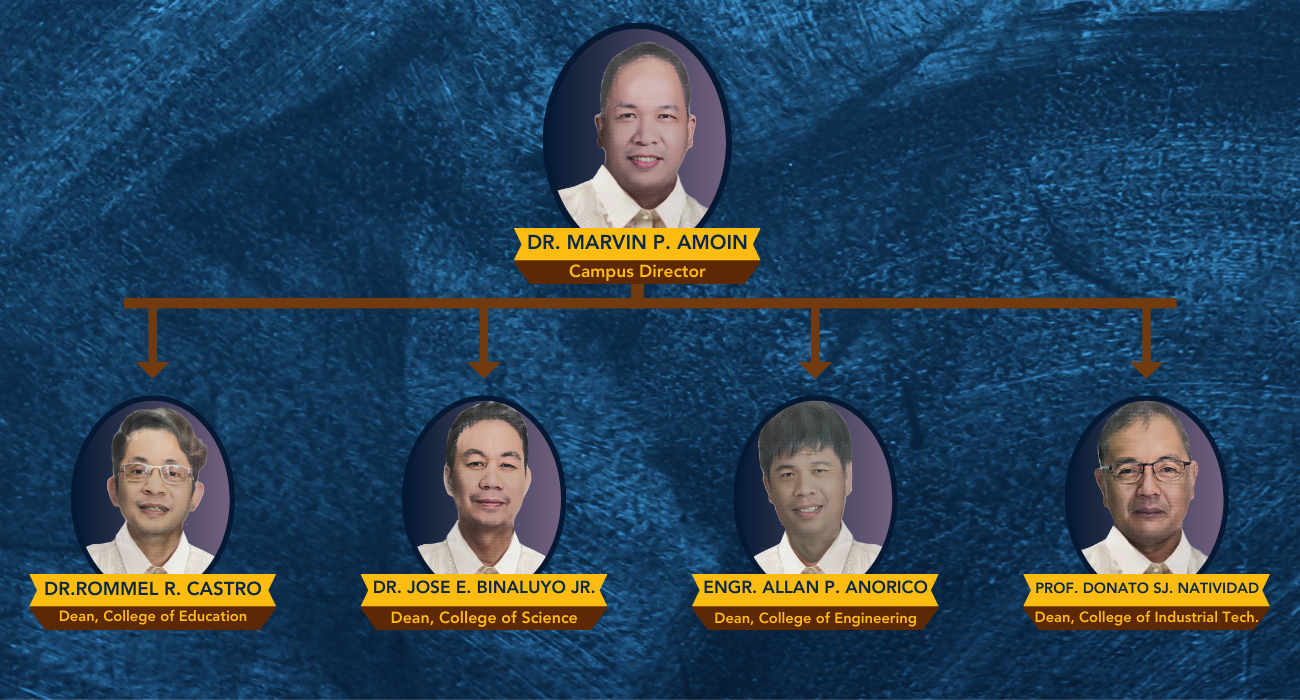 DR. MARVIN P. AMOIN
Campus Director
DR.ROMMEL R. CASTRO
Dean, College of Education
DR. JOSE E. BINALUYO JR.
Dean, College of Science
ENGR. ALLAN P. ANORICO
Dean, College of Engineering
PROF. DONATO SJ. NATIVIDAD
Dean, College of Industrial Tech.